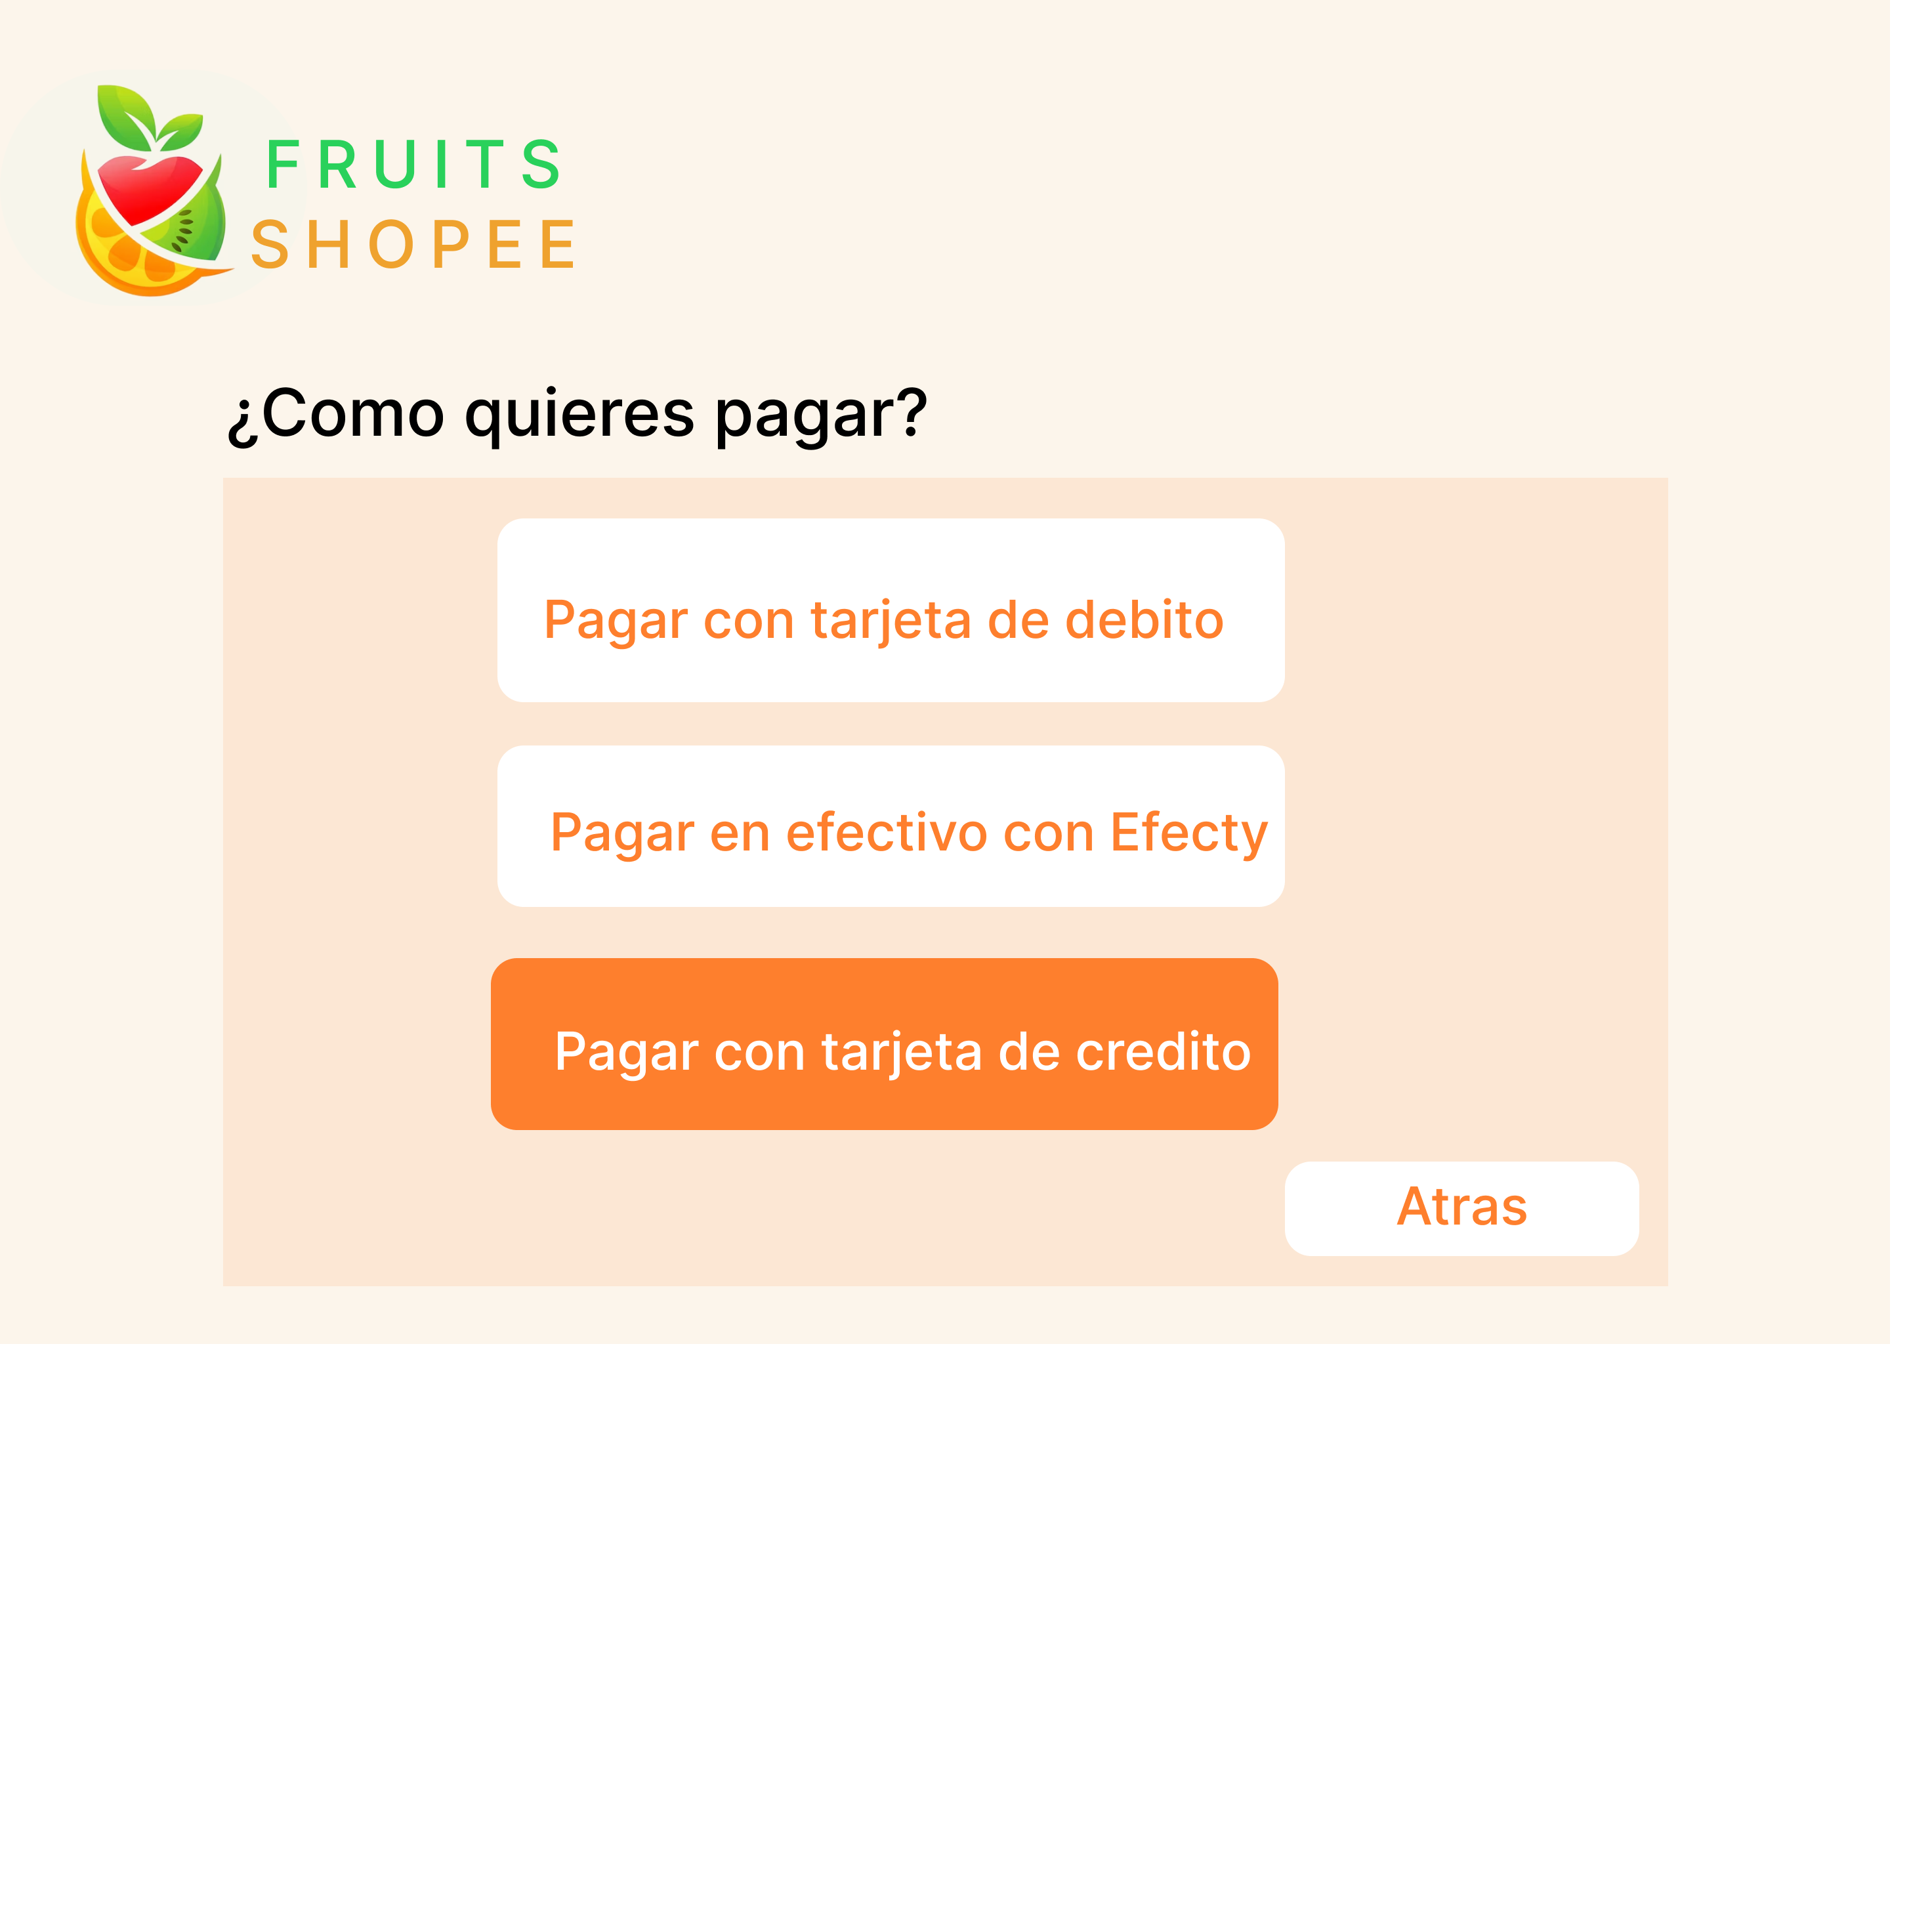 FRUITS
SHOPEE
¿Como quieres pagar?
Pagar con tarjeta de debito
Pagar en efectivo con Efecty
Pagar con tarjeta de credito
Atras